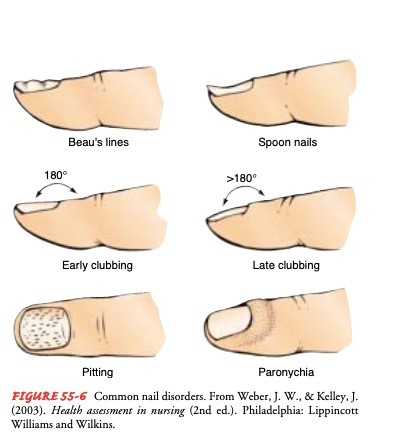 Beau's lines
Spoon nails
180°
>180°
Early clubbing
Late clubbing
Pitting
Paronychia
FIGURE 55-6 Common nail disorders. From Weber, J. W., & Kelley, J.
(2003). Health assessment in nursing (2nd ed.). Philadelphia: Lippincott
Williams and Wilkins.